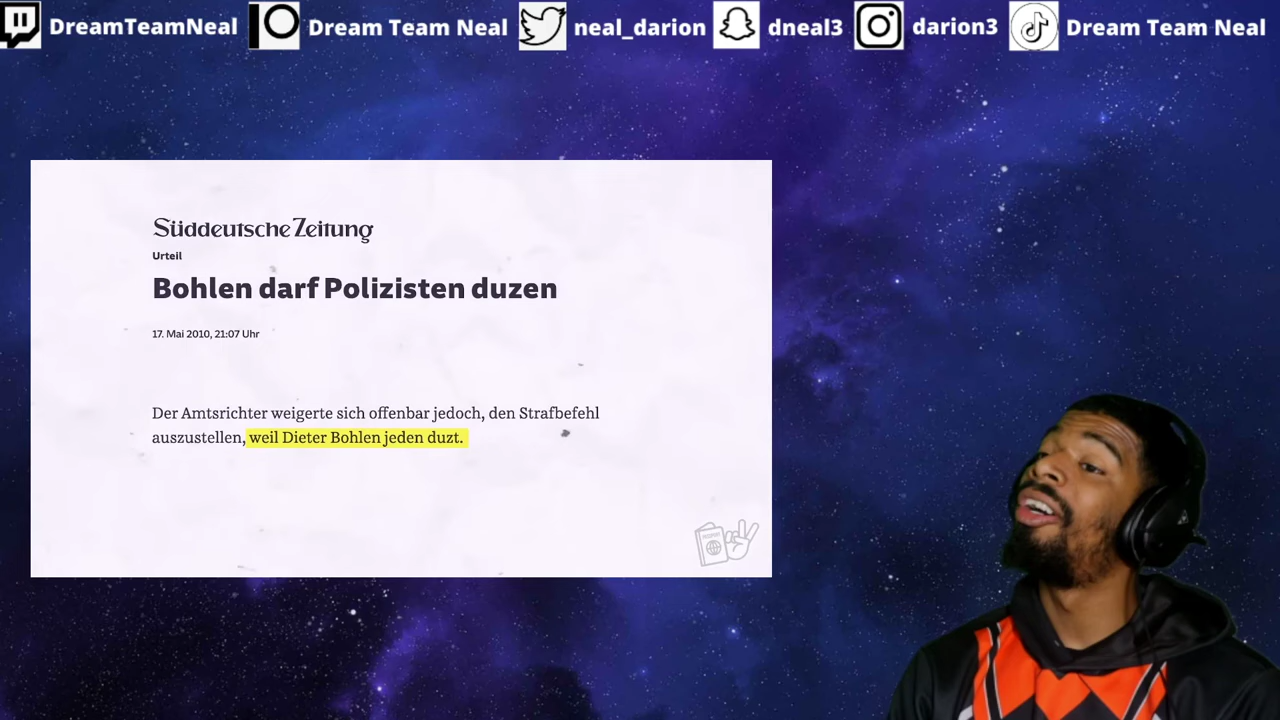 DreamTeamNeal Dream Team Neal neal_darion dneal3 darion3 Dream Team Neal
Süddeutsche Zeitung
Urteil
Bohlen darf Polizisten duzen
17. Mai 2010, 21:07 Uhr
Der Amtsrichter weigerte sich offenbar jedoch, den Strafbefehl
auszustellen, weil Dieter Bohlen jeden duzt.